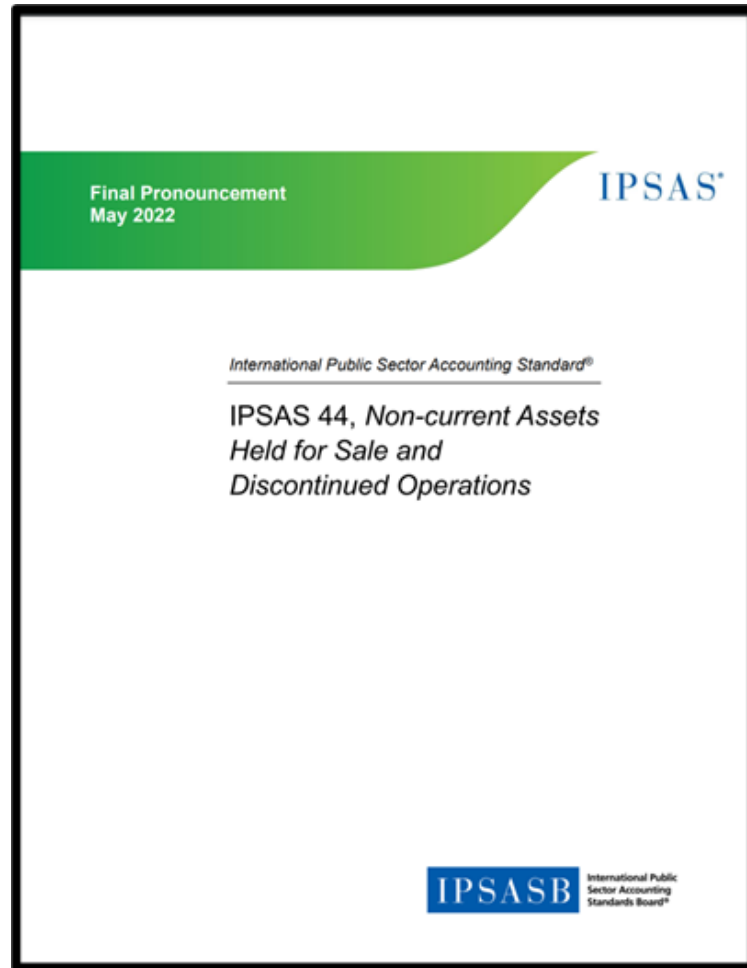 Final Pronouncement
May 2022
IPSAS®
International Public Sector Accounting Standard®
IPSAS 44, Non-current Assets
Held for Sale and
Discontinued Operations
IPSASB
International Public
Sector Accounting
Standards Board®